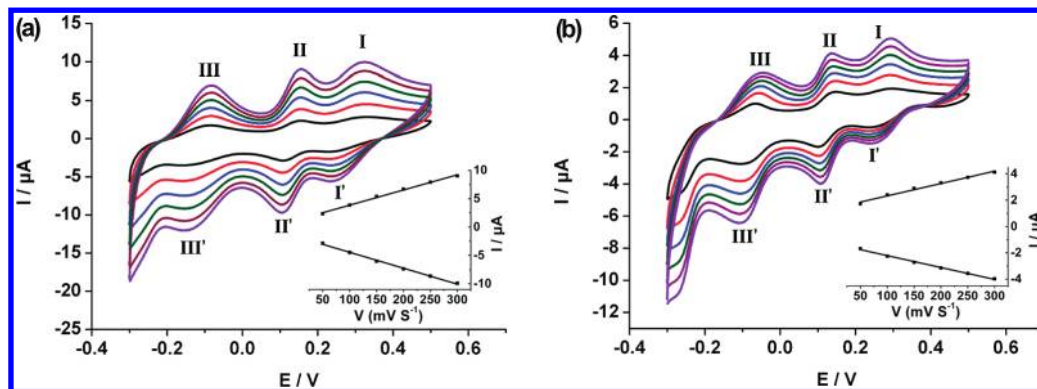 (a)
15
10
5
0
-5
-10
-15
-20
-25
I / µA
III
II
I
I'
II'
III'
10
5
0
-5
-10
I / µA
50 100 150 200 250 300
V (mV S⁻¹)
-0.4 -0.2 0.0 0.2 0.4 0.6
E / V
(b)
6
4
2
0
-2
-4
-6
-8
-10
-12
I / µA
III
II
I
I'
II'
III'
4
2
0
-2
-4
I / µA
50 100 150 200 250 300
V (mV S⁻¹)
-0.4 -0.2 0.0 0.2 0.4 0.6
E / V